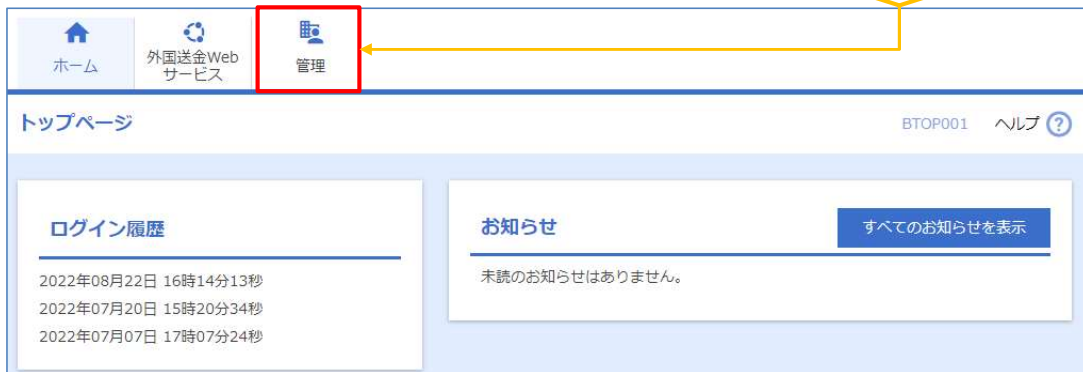 ホーム
外国送金Web
サービス
管理
トップページ
BTOP001 ヘルプ ?
ログイン履歴
2022年08月22日 16時14分13秒
2022年07月20日 15時20分34秒
2022年07月07日 17時07分24秒
お知らせ
すべてのお知らせを表示
未読のお知らせはありません。